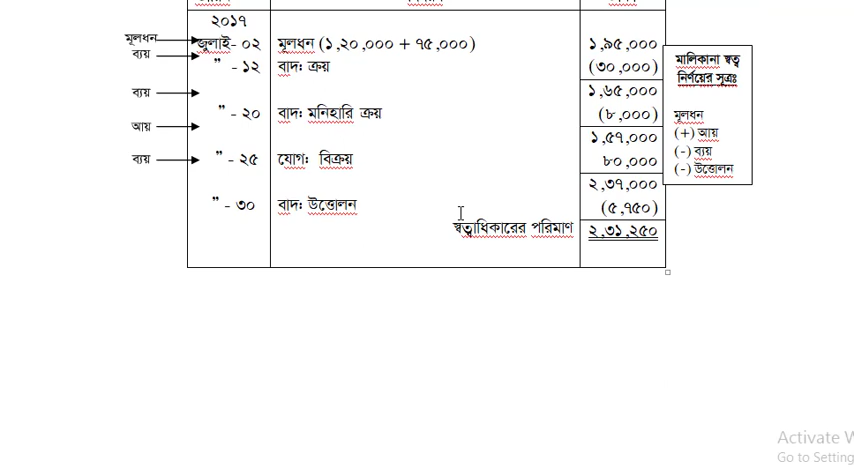 ২০১৭
মূলধন জুলাই- ০২ মূলধন (১,২০,০০০ + ৭৫,০০০) ১,৯৫,০০০
ব্যয় ” - ১২ বাদঃ ক্রয় (৩০,০০০)
ব্যয় ১,৬৫,০০০
” - ২০ বাদঃ মনিহারি ক্রয় (৮,০০০)
আয় ১,৫৭,০০০
ব্যয় ” - ২৫ যোগঃ বিক্রয় ৮০,০০০
২,৩৭,০০০
” - ৩০ বাদঃ উত্তোলন (৫,৭৫০)
স্বত্বাধিকারের পরিমাণ ২,৩১,২৫০
মালিকানা স্বত্ব
নির্ণয়ের সূত্রঃ
মূলধন
(+) আয়
(-) ব্যয়
(-) উত্তোলন
Activate W
Go to Setting